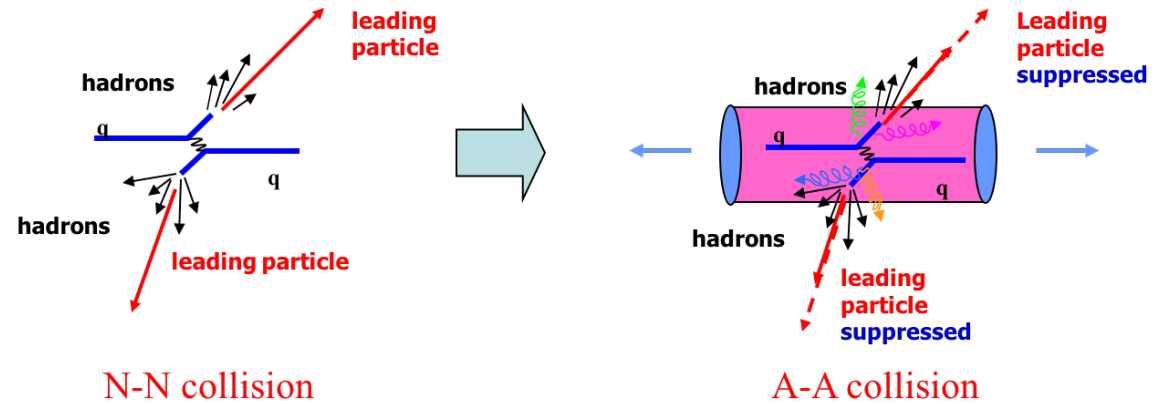 leading
particle
hadrons
q
q
hadrons
leading particle
N-N collision
Leading
particle
suppressed
hadrons
q
q
hadrons
leading
particle
suppressed
A-A collision